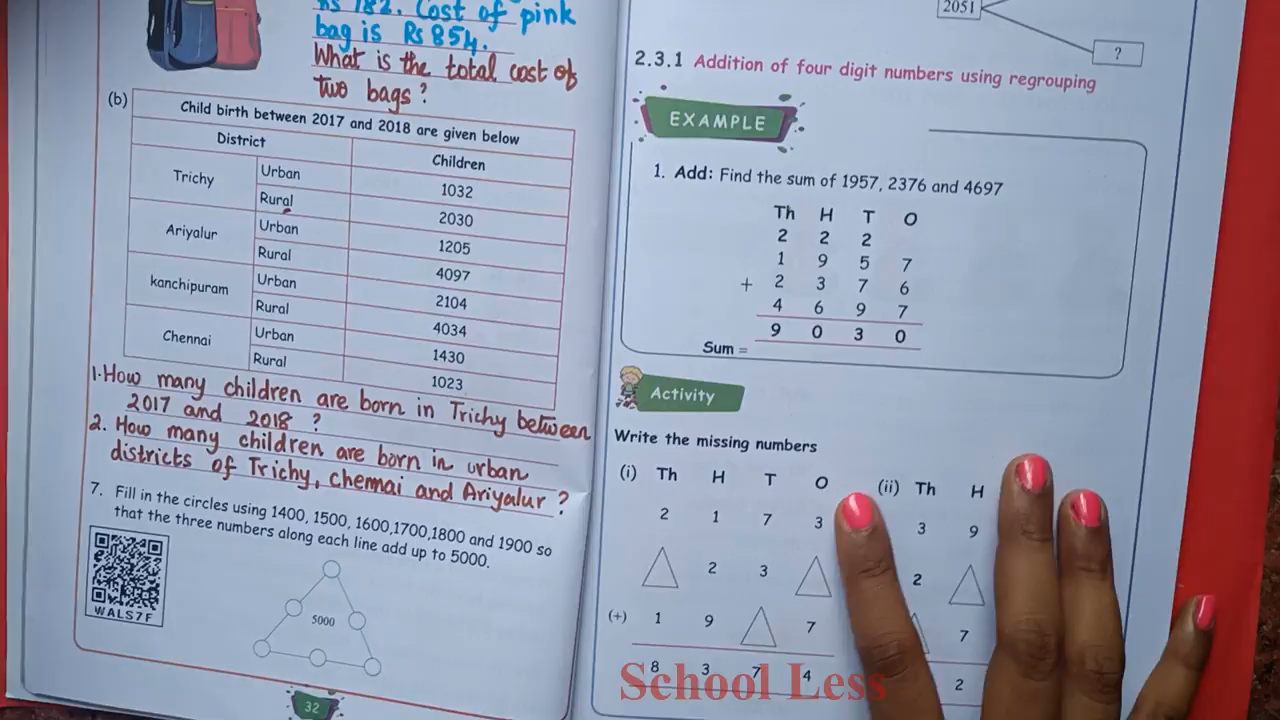 Rs 782. Cost of pink
bag is Rs 854.
What is the total cost of
two bags?
(b)
Child birth between 2017 and 2018 are given below
District Children
Trichy Urban 1032
Rural 2030
Ariyalur Urban 1205
Rural 4097
kanchipuram Urban 2104
Rural 4034
Chennai Urban 1430
Rural 1023
1. How many children are born in Trichy between
2017 and 2018 ?
2. How many children are born in urban
districts of Trichy, chennai and Ariyalur ?
7. Fill in the circles using 1400, 1500, 1600,1700,1800 and 1900 so
that the three numbers along each line add up to 5000.
5000
WALS7F
32
2051
?
2.3.1 Addition of four digit numbers using regrouping
EXAMPLE
1. Add: Find the sum of 1957, 2376 and 4697
Th H T O
2 2 2
1 9 5 7
+ 2 3 7 6
4 6 9 7
Sum = 9 0 3 0
Activity
Write the missing numbers
(i) Th H T O
2 1 7 3
2 3
(+) 1 9 7
8 3 7 4
(ii) Th H
3 9
2
7
2
School Less